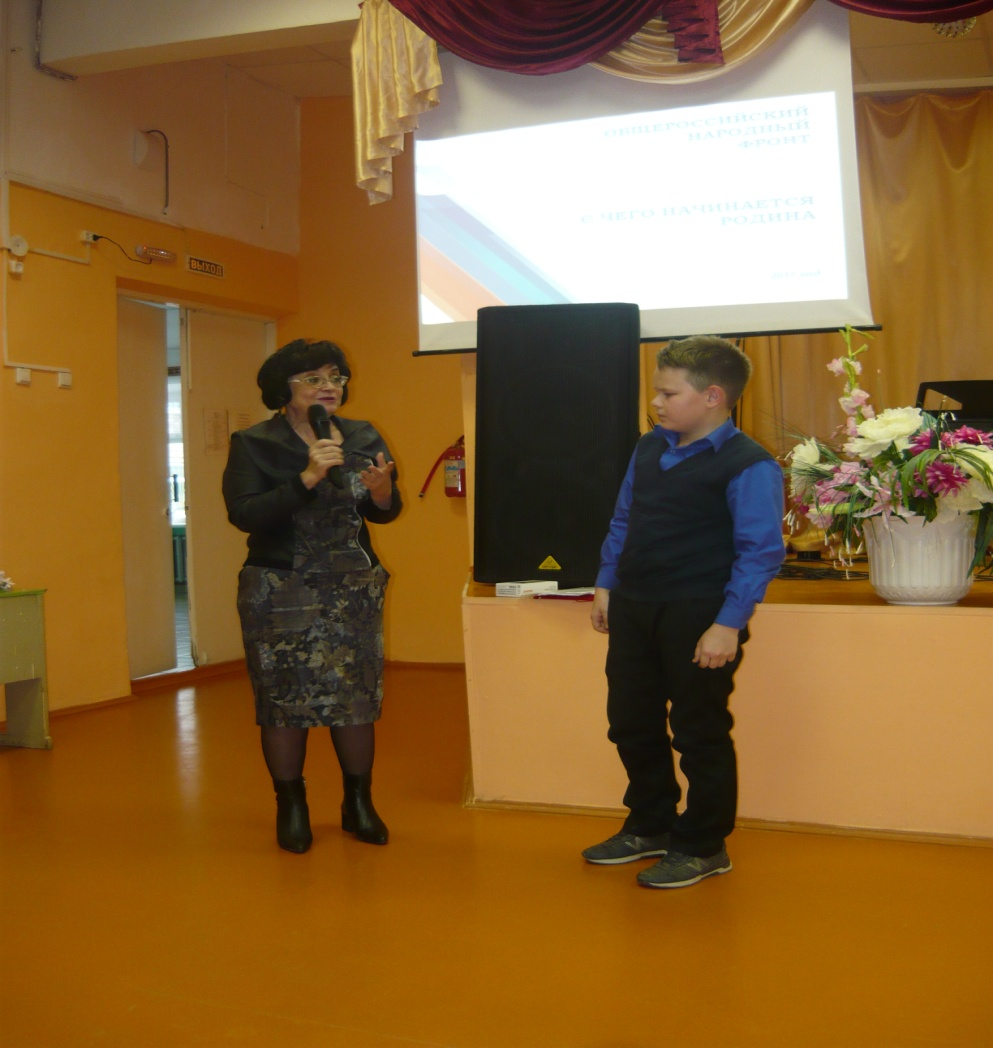 ОБЩЕРОССИЙСКИЙ
НАРОДНЫЙ
ФРОНТ
С ЧЕГО НАЧИНАЕТСЯ
РОДИНА
ВЫХОД